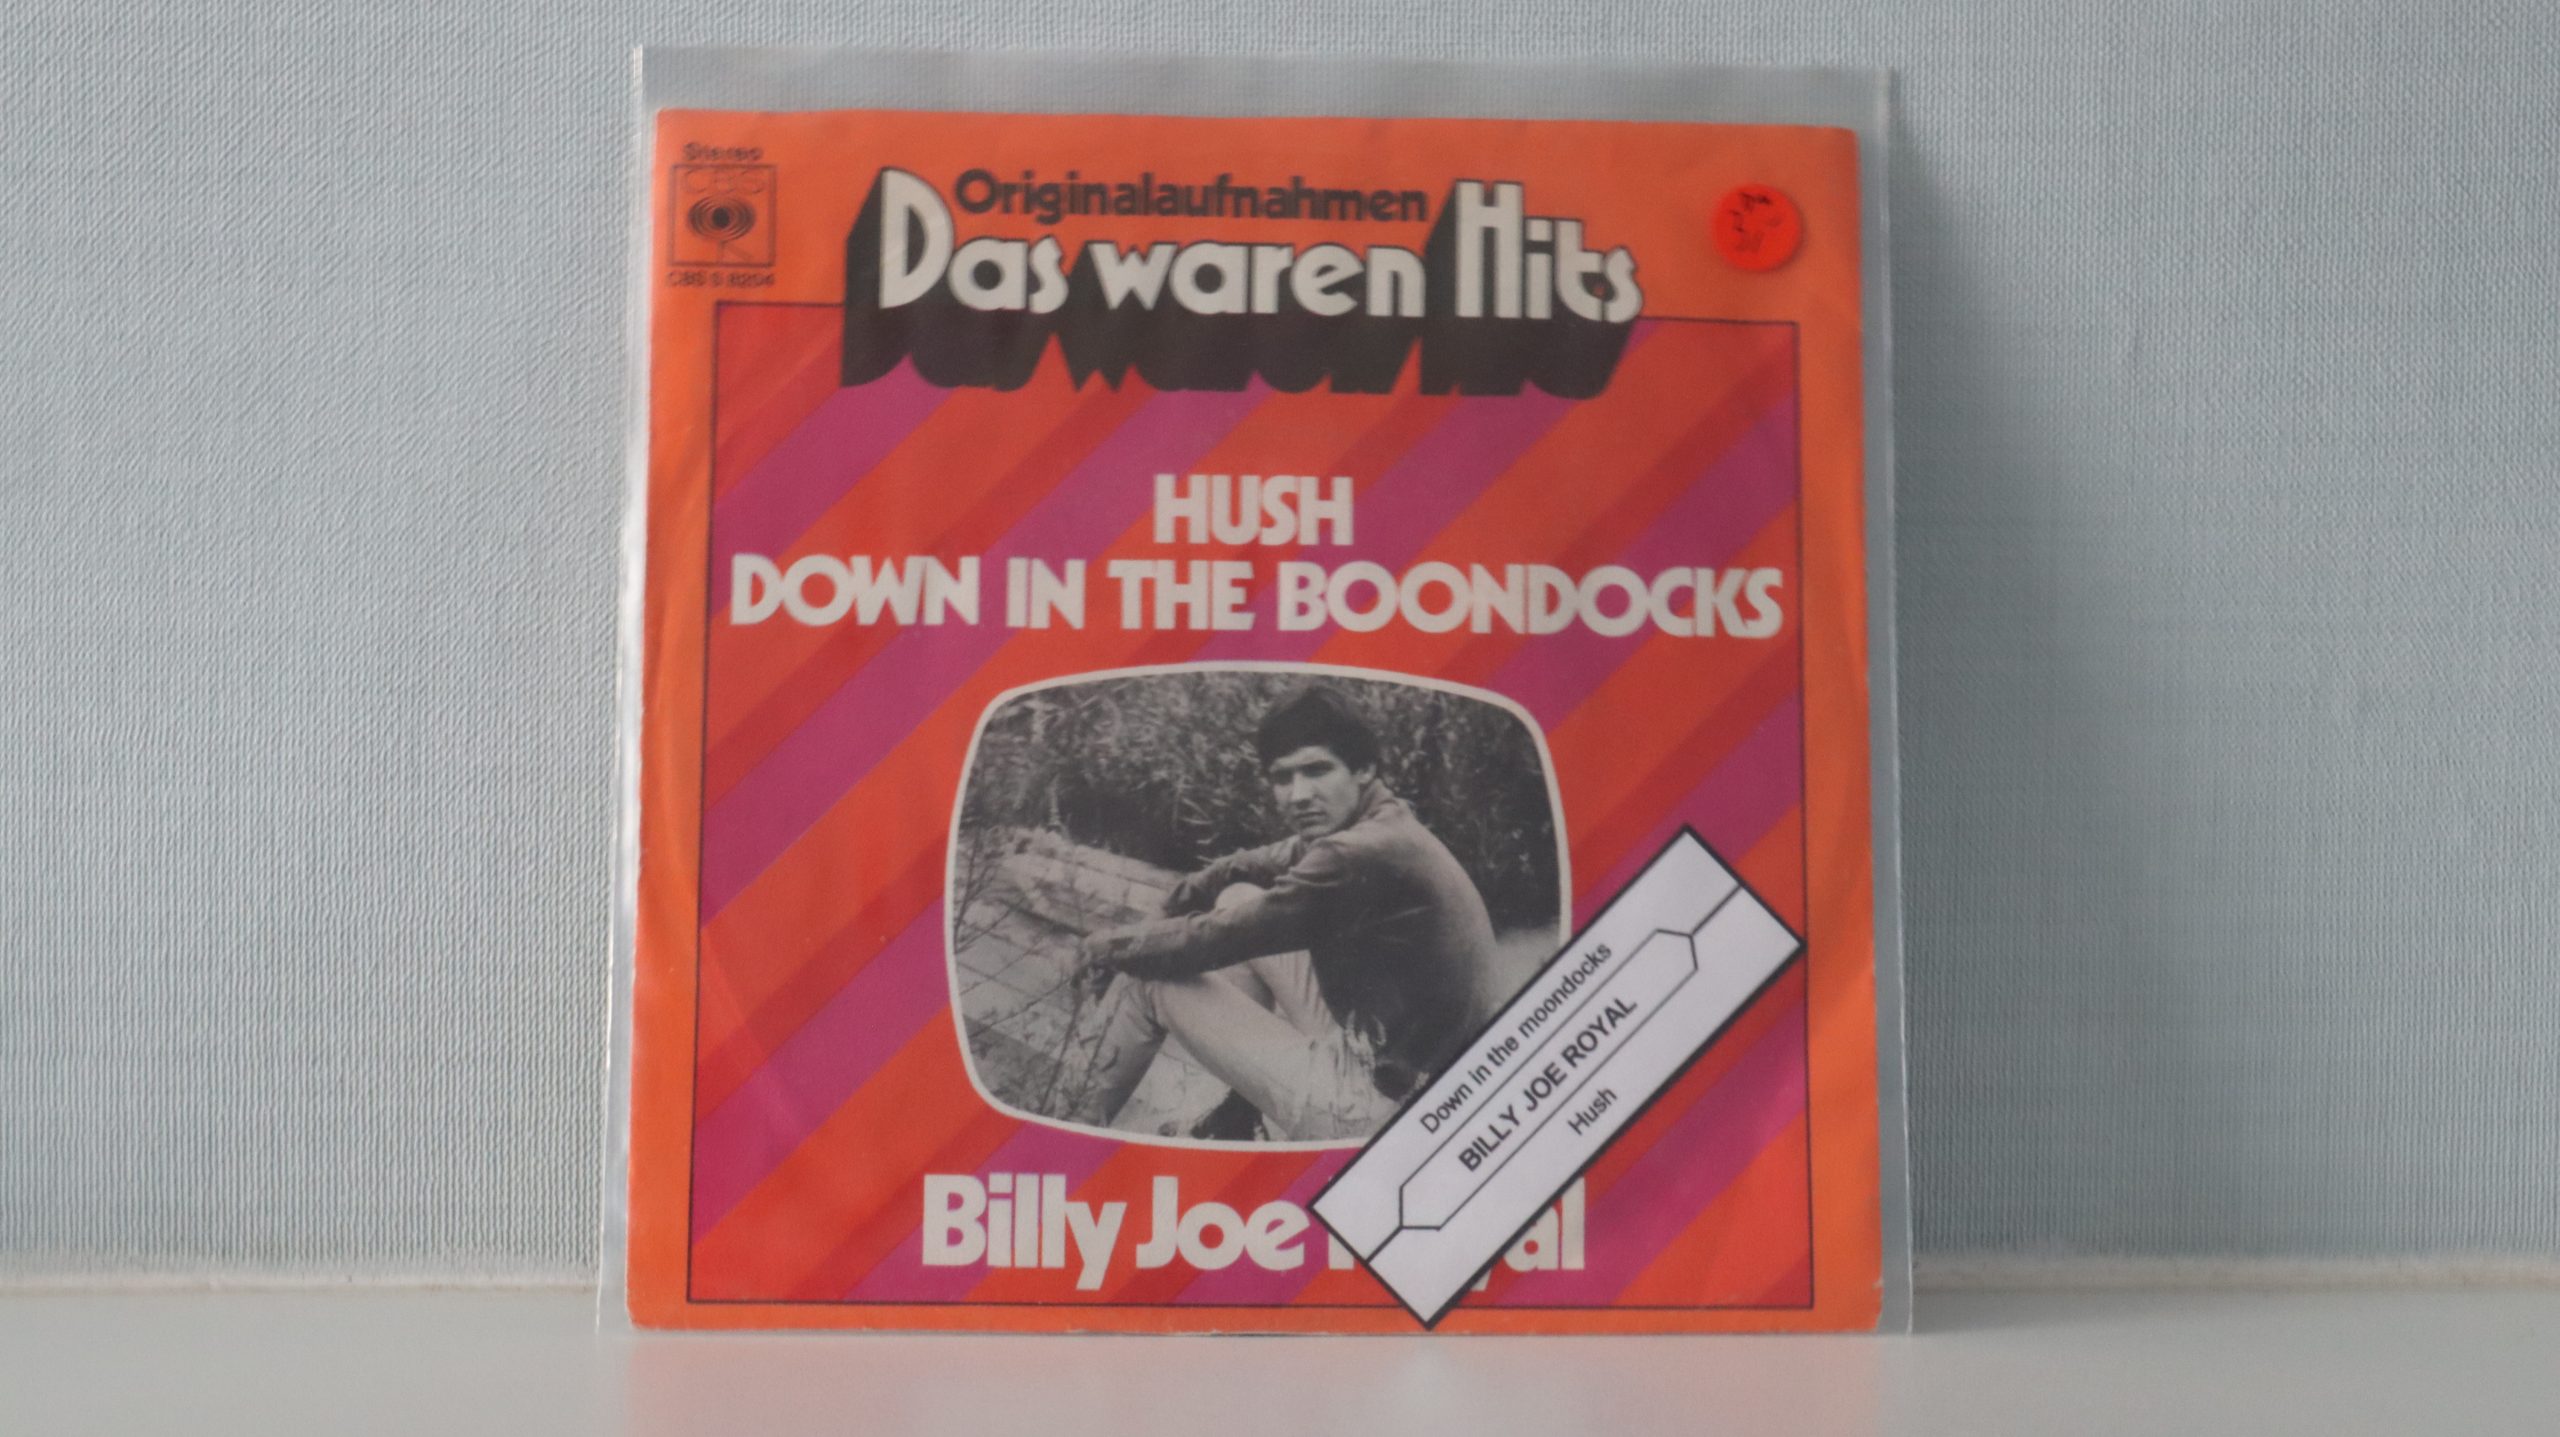 Stereo
CBS
CBS S 8204
Originalaufnahmen
Das waren Hits
HUSH
DOWN IN THE BOONDOCKS
Down in the moondocks
BILLY JOE ROYAL
Hush
Billy Joe